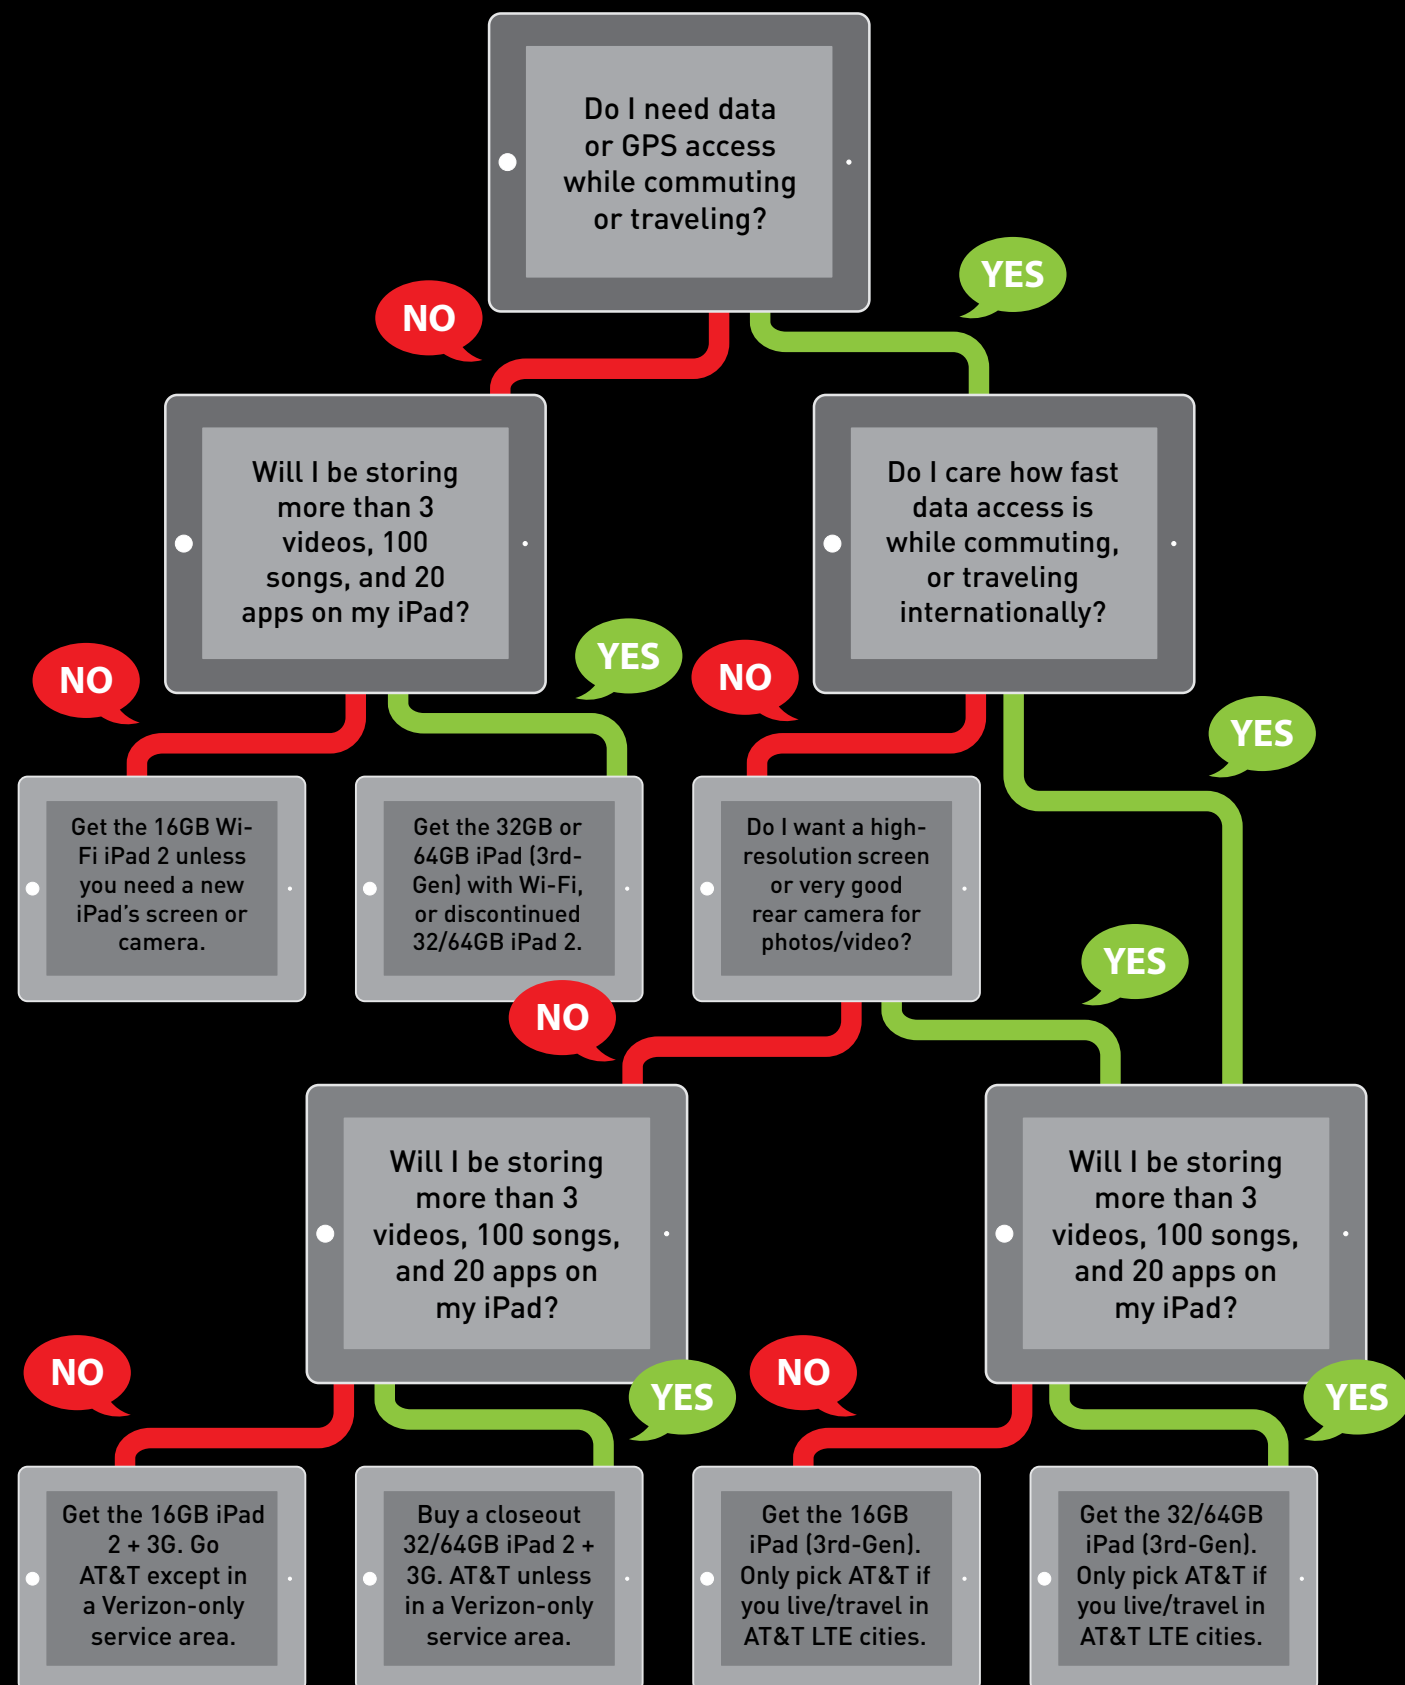 Do I need data
or GPS access
while commuting
or traveling?
NO
YES
Will I be storing
more than 3
videos, 100
songs, and 20
apps on my iPad?
Do I care how fast
data access is
while commuting,
or traveling
internationally?
NO
YES
NO
YES
Get the 16GB Wi-
Fi iPad 2 unless
you need a new
iPad's screen or
camera.
Get the 32GB or
64GB iPad (3rd-
Gen) with Wi-Fi,
or discontinued
32/64GB iPad 2.
Do I want a high-
resolution screen
or very good
rear camera for
photos/video?
NO
YES
Will I be storing
more than 3
videos, 100 songs,
and 20 apps on
my iPad?
Will I be storing
more than 3
videos, 100 songs,
and 20 apps on
my iPad?
NO
YES
NO
YES
Get the 16GB iPad
2 + 3G. Go
AT&T except in
a Verizon-only
service area.
Buy a closeout
32/64GB iPad 2 +
3G. AT&T unless
in a Verizon-only
service area.
Get the 16GB
iPad (3rd-Gen).
Only pick AT&T if
you live/travel in
AT&T LTE cities.
Get the 32/64GB
iPad (3rd-Gen).
Only pick AT&T if
you live/travel in
AT&T LTE cities.